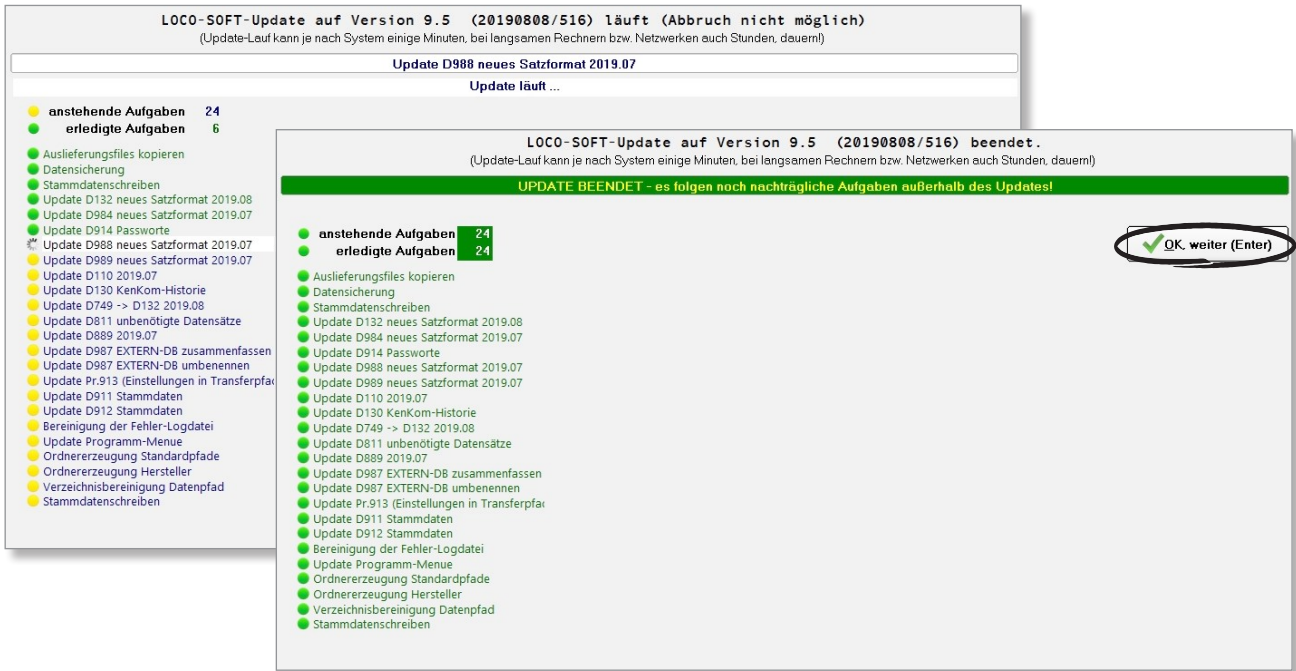 LOCO-SOFT-Update auf Version 9.5 (20190808/516) läuft (Abbruch nicht möglich)
(Update-Lauf kann je nach System einige Minuten, bei langsamen Rechnern bzw. Netzwerken auch Stunden, dauern!)
Update D988 neues Satzformat 2019.07
Update läuft ...
anstehende Aufgaben 24
erledigte Aufgaben 6
Auslieferungsfiles kopieren
Datensicherung
Stammdatenschreiben
Update D132 neues Satzformat 2019.08
Update D984 neues Satzformat 2019.07
Update D914 Passworte
Update D988 neues Satzformat 2019.07
Update D989 neues Satzformat 2019.07
Update D110 2019.07
Update D130 KenKom-Historie
Update D749 -> D132 2019.08
Update D811 unbenötigte Datensätze
Update D889 2019.07
Update D987 EXTERN-DB zusammenfassen
Update D987 EXTERN-DB umbenennen
Update Pr.913 (Einstellungen in Transferpfad
Update D911 Stammdaten
Update D912 Stammdaten
Bereinigung der Fehler-Logdatei
Update Programm-Menue
Ordnererzeugung Standardpfade
Ordnererzeugung Hersteller
Verzeichnisbereinigung Datenpfad
Stammdatenschreiben
LOCO-SOFT-Update auf Version 9.5 (20190808/516) beendet.
(Update-Lauf kann je nach System einige Minuten, bei langsamen Rechnern bzw. Netzwerken auch Stunden, dauern!)
UPDATE BEENDET - es folgen noch nachträgliche Aufgaben außerhalb des Updates!
anstehende Aufgaben 24
erledigte Aufgaben 24
OK, weiter (Enter)
Auslieferungsfiles kopieren
Datensicherung
Stammdatenschreiben
Update D132 neues Satzformat 2019.08
Update D984 neues Satzformat 2019.07
Update D914 Passworte
Update D988 neues Satzformat 2019.07
Update D989 neues Satzformat 2019.07
Update D110 2019.07
Update D130 KenKom-Historie
Update D749 -> D132 2019.08
Update D811 unbenötigte Datensätze
Update D889 2019.07
Update D987 EXTERN-DB zusammenfassen
Update D987 EXTERN-DB umbenennen
Update Pr.913 (Einstellungen in Transferpfad
Update D911 Stammdaten
Update D912 Stammdaten
Bereinigung der Fehler-Logdatei
Update Programm-Menue
Ordnererzeugung Standardpfade
Ordnererzeugung Hersteller
Verzeichnisbereinigung Datenpfad
Stammdatenschreiben